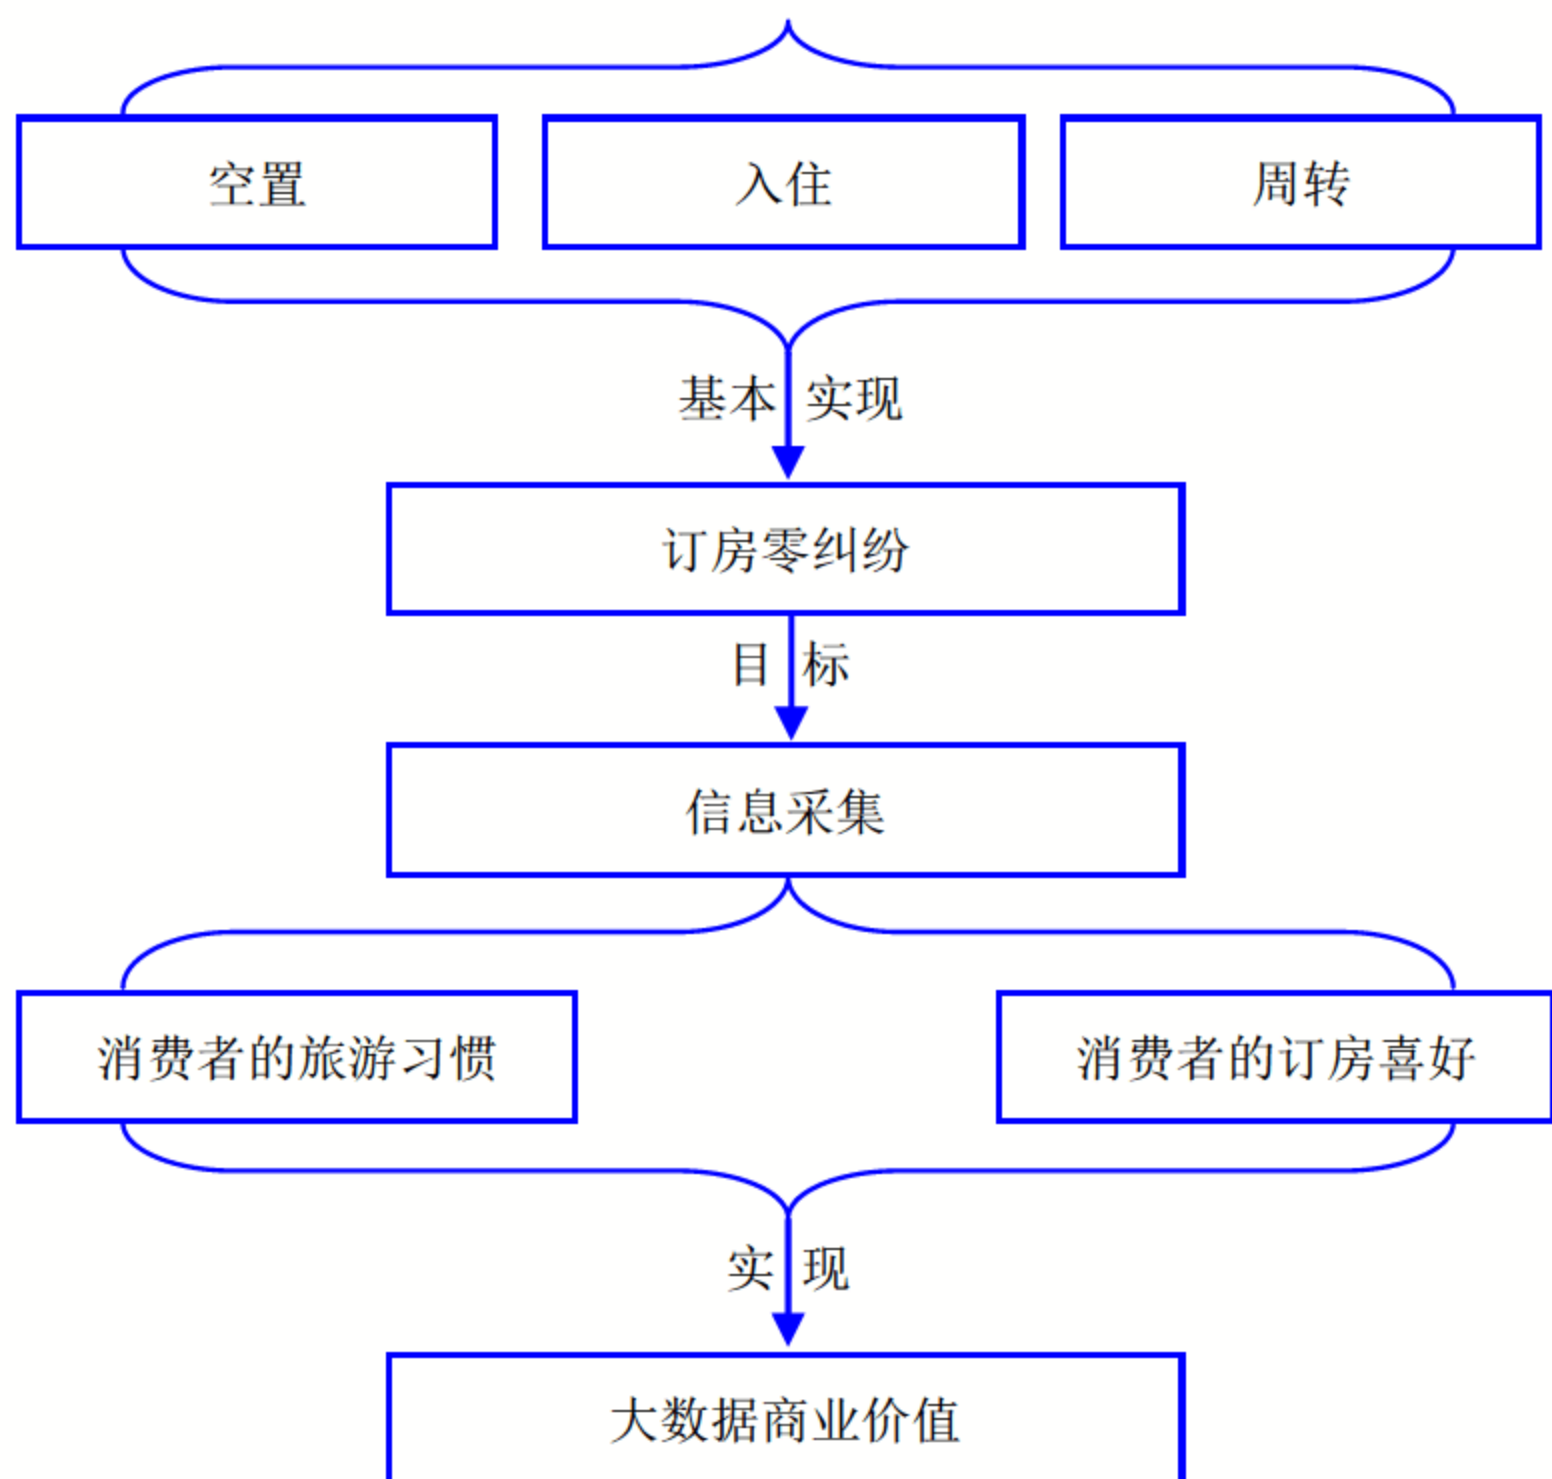 空置
入住
周转
基本 实现
订房零纠纷
目 标
信息采集
消费者的旅游习惯
消费者的订房喜好
实 现
大数据商业价值